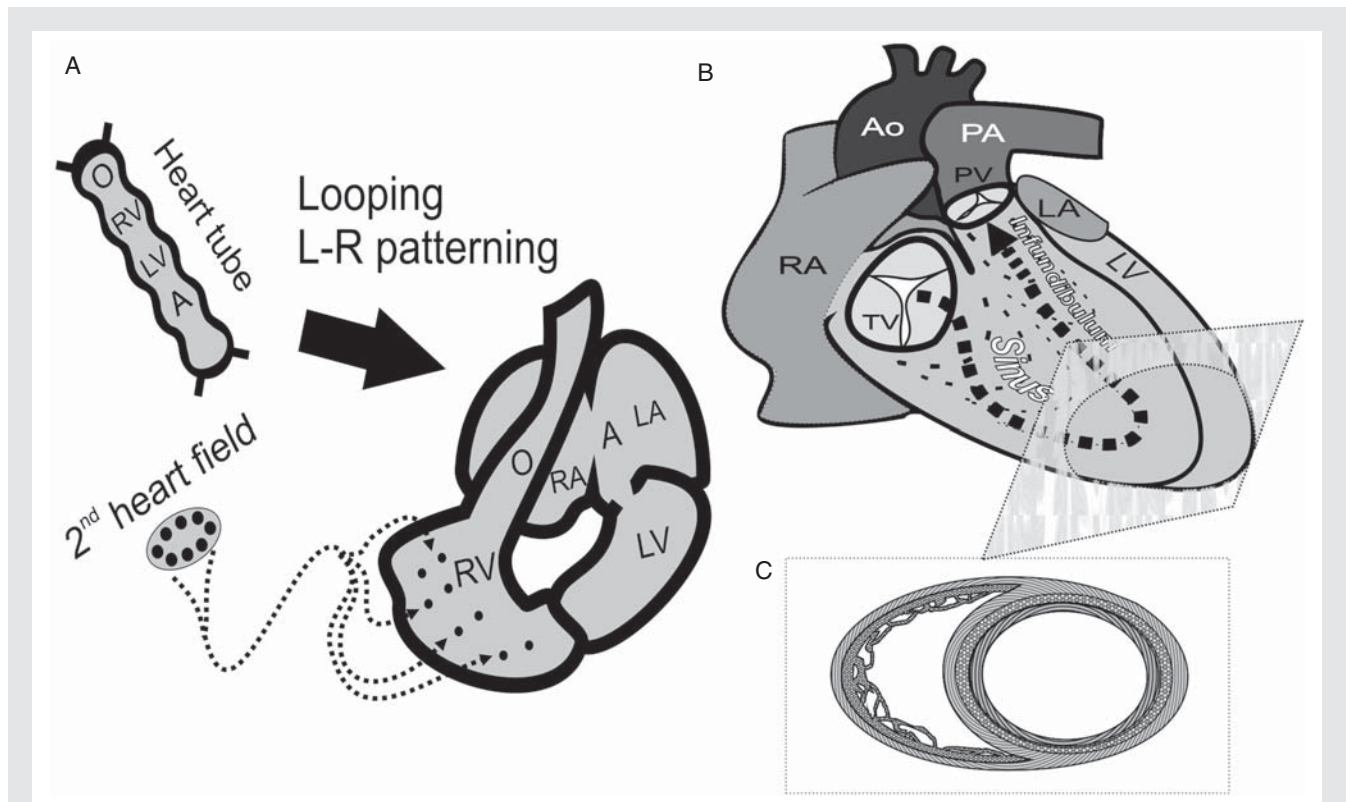 A
O
RV
LV
A
Heart tube
Looping
L-R patterning
2nd heart field
O
RA
A
LA
RV
LV
B
Ao
PA
PV
LA
RA
LV
TV
Infundibulum
Sinus
C